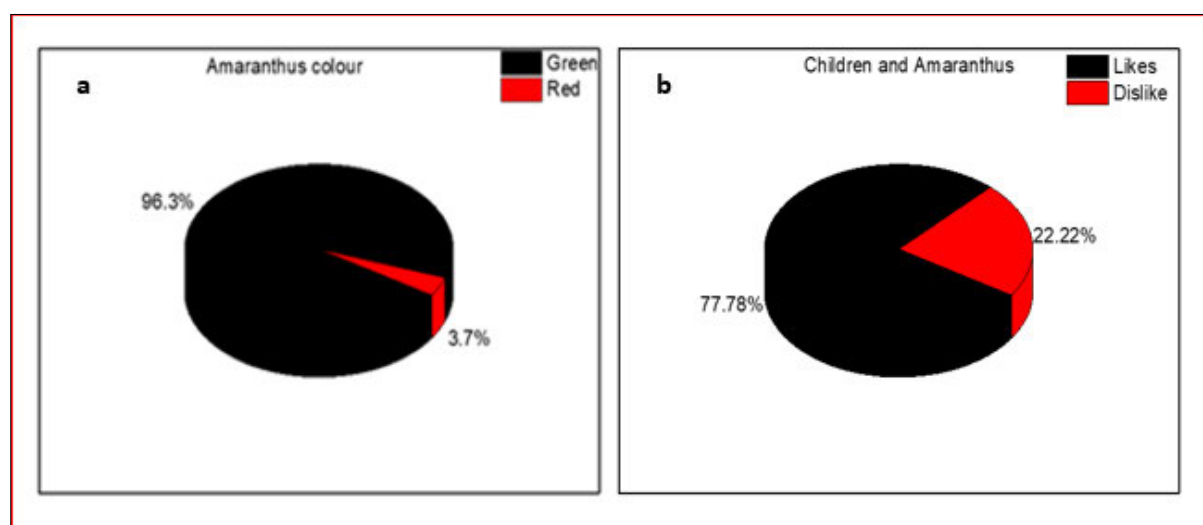 a
Amaranthus colour
Green
Red
96.3%
3.7%
b
Children and Amaranthus
Likes
Dislike
22.22%
77.78%